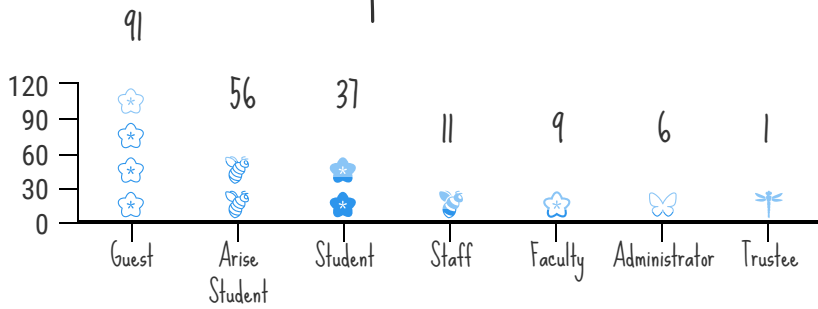 91
120
56
37
90
11
9
6
1
60
30
0
Guest
Arise
Student
Student
Staff
Faculty
Administrator
Trustee